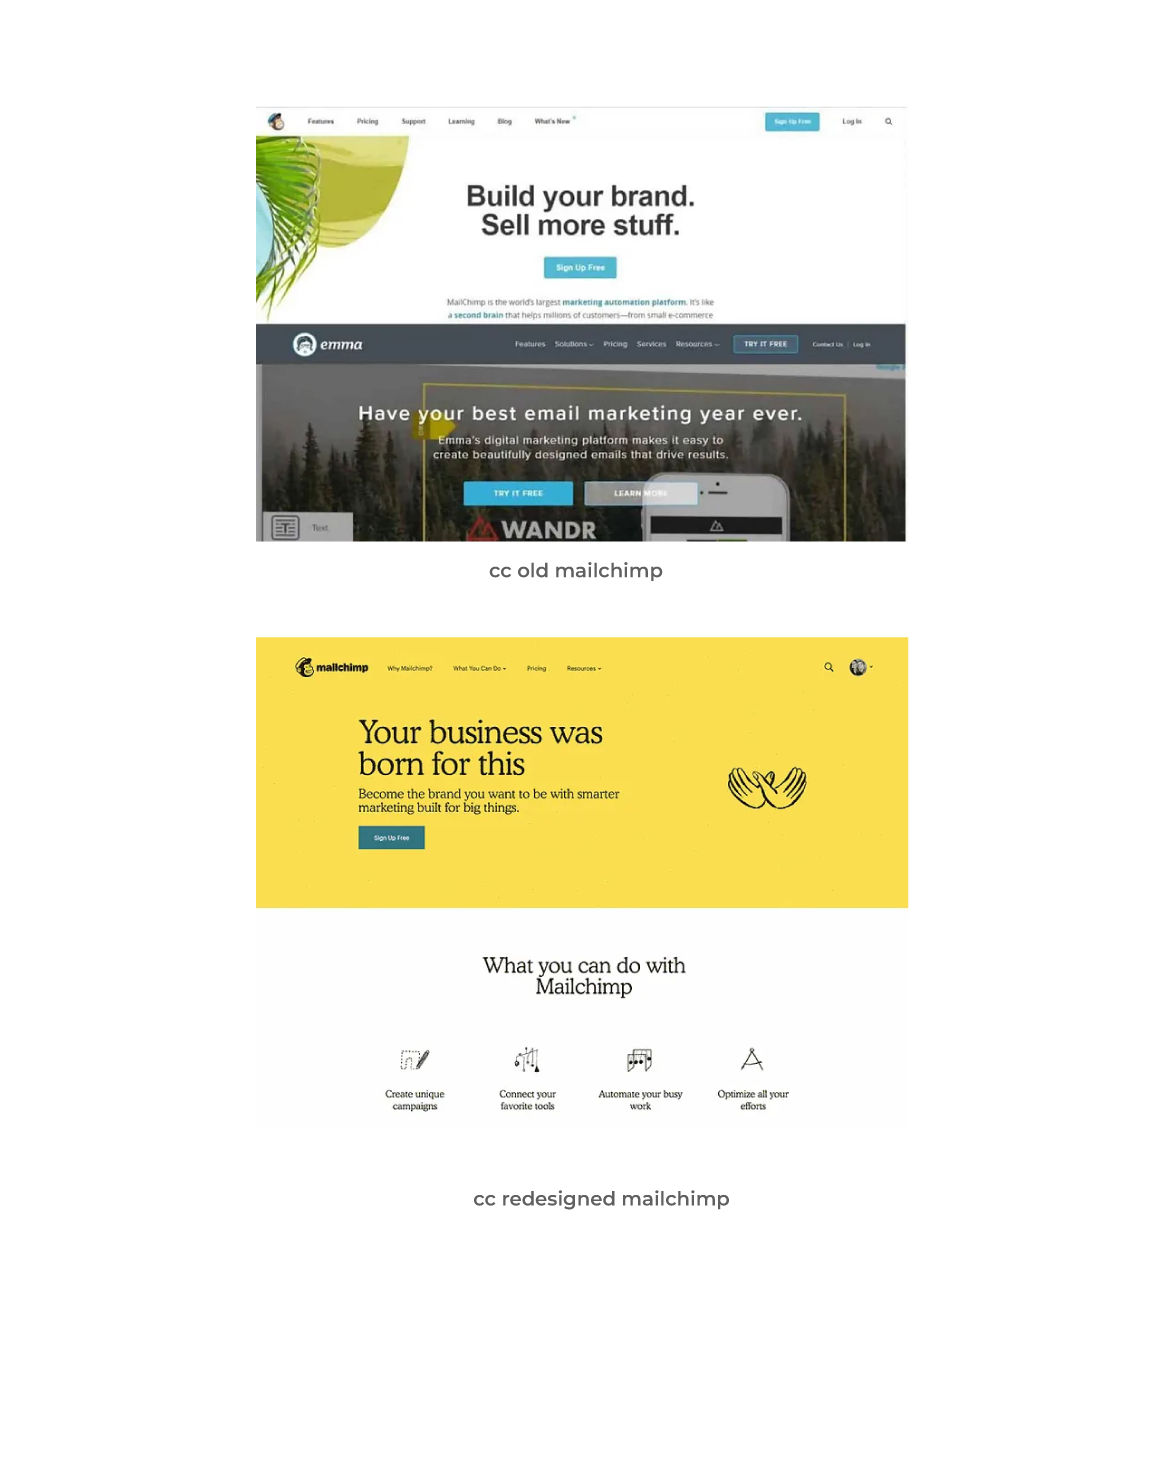 Features Pricing Support Learning Blog What's New Sign Up Free Log In
Build your brand.
Sell more stuff.
Sign Up Free
MailChimp is the world's largest marketing automation platform. It's like
a second brain that helps millions of customers—from small e-commerce
emma Features Solutions Pricing Services Resources TRY IT FREE Contact Us | Log In
Have your best email marketing year ever.
Emma's digital marketing platform makes it easy to
create beautifully designed emails that drive results.
TRY IT FREE LEARN MORE
Text
WANDR
cc old mailchimp
mailchimp Why Mailchimp? What You Can Do Pricing Resources
Your business was
born for this
Become the brand you want to be with smarter
marketing built for big things.
Sign Up Free
What you can do with
Mailchimp
Create unique
campaigns
Connect your
favorite tools
Automate your busy
work
Optimize all your
efforts
cc redesigned mailchimp